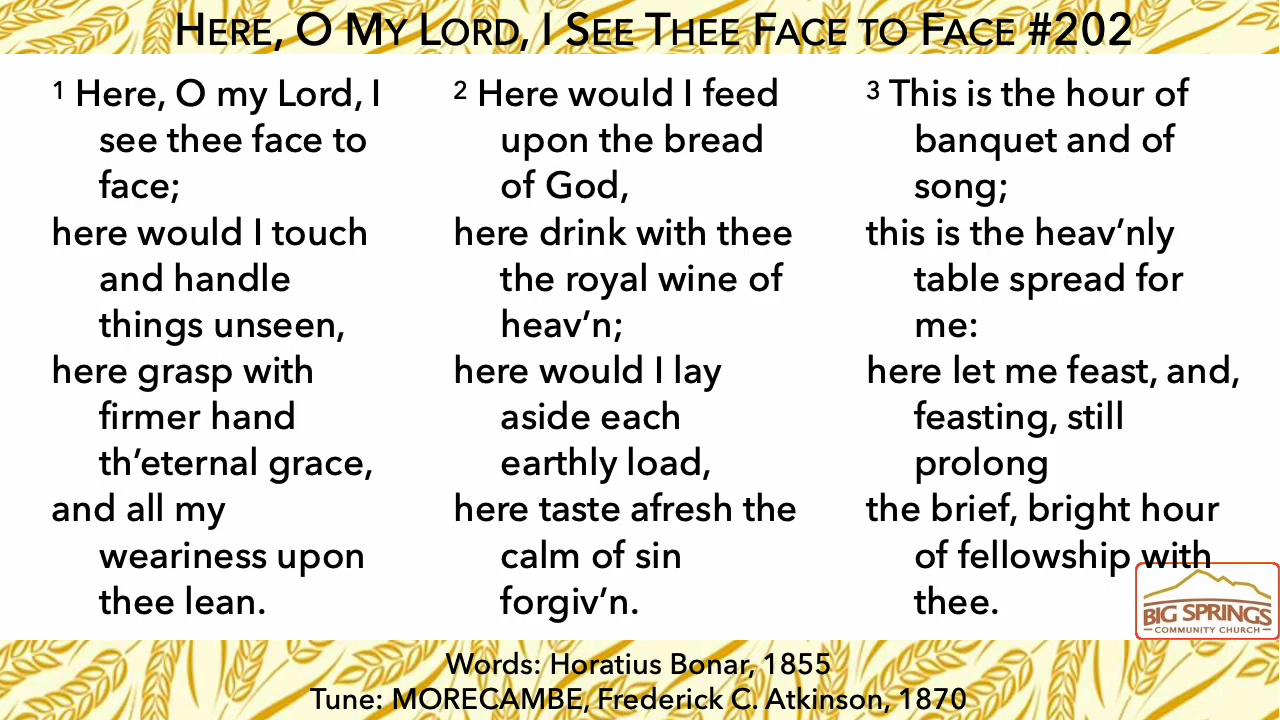 HERE, O MY LORD, I SEE THEE FACE TO FACE #202
1 Here, O my Lord, I
see thee face to
face;
here would I touch
and handle
things unseen,
here grasp with
firmer hand
th’eternal grace,
and all my
weariness upon
thee lean.
2 Here would I feed
upon the bread
of God,
here drink with thee
the royal wine of
heav’n;
here would I lay
aside each
earthly load,
here taste afresh the
calm of sin
forgiv’n.
3 This is the hour of
banquet and of
song;
this is the heav’nly
table spread for
me:
here let me feast, and,
feasting, still
prolong
the brief, bright hour
of fellowship with
thee.
BIG SPRINGS
COMMUNITY CHURCH
Words: Horatius Bonar, 1855
Tune: MORECAMBE, Frederick C. Atkinson, 1870